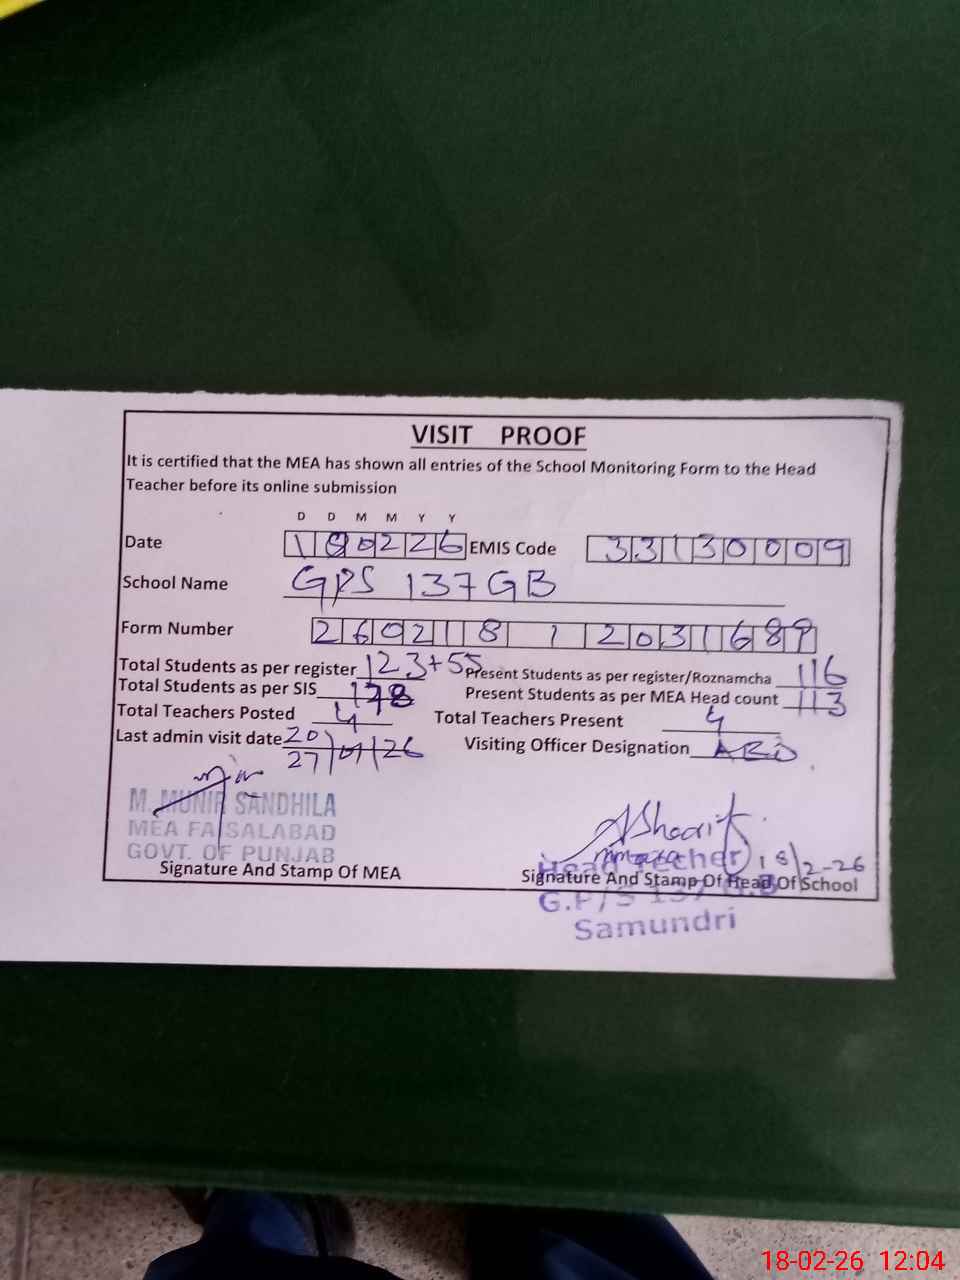 VISIT PROOF
It is certified that the MEA has shown all entries of the School Monitoring Form to the Head
Teacher before its online submission
D D M M Y Y
Date 180226 EMIS Code 33130009
School Name GPS 137 GB
Form Number 26021812031689
Total Students as per register 123+55 Present Students as per register/Roznamcha 116
Total Students as per SIS 178 Present Students as per MEA Head count 113
Total Teachers Posted 4 Total Teachers Present 4
Last admin visit date 20 27/01/26 Visiting Officer Designation AEO
M. MUNIR SANDHILA
MEA FAISALABAD
GOVT. OF PUNJAB
Signature And Stamp Of MEA
Head Teacher 18/2-26
Signature And Stamp Of Head Of School
G.P/S 137 G.B
Samundri
18-02-26 12:04